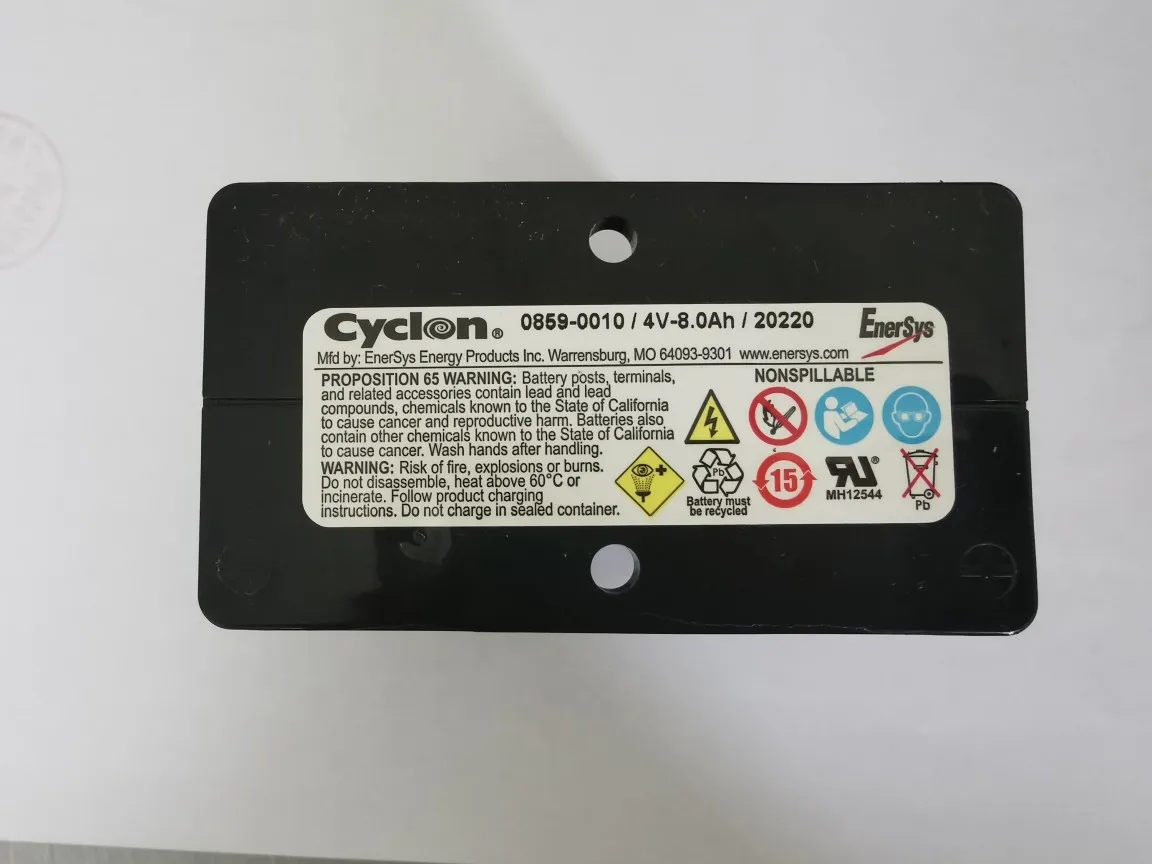 Cyclon® 0859-0010 / 4V-8.0Ah / 20220 EnerSys
Mfd by: EnerSys Energy Products Inc. Warrensburg, MO 64093-9301 www.enersys.com
PROPOSITION 65 WARNING: Battery posts, terminals,
and related accessories contain lead and lead
compounds, chemicals known to the State of California
to cause cancer and reproductive harm. Batteries also
contain other chemicals known to the State of California
to cause cancer. Wash hands after handling.
WARNING: Risk of fire, explosions or burns.
Do not disassemble, heat above 60°C or
incinerate. Follow product charging
instructions. Do not charge in sealed container.
NONSPILLABLE
Pb
Battery must
be recycled
15
RU®
MH12544
Pb